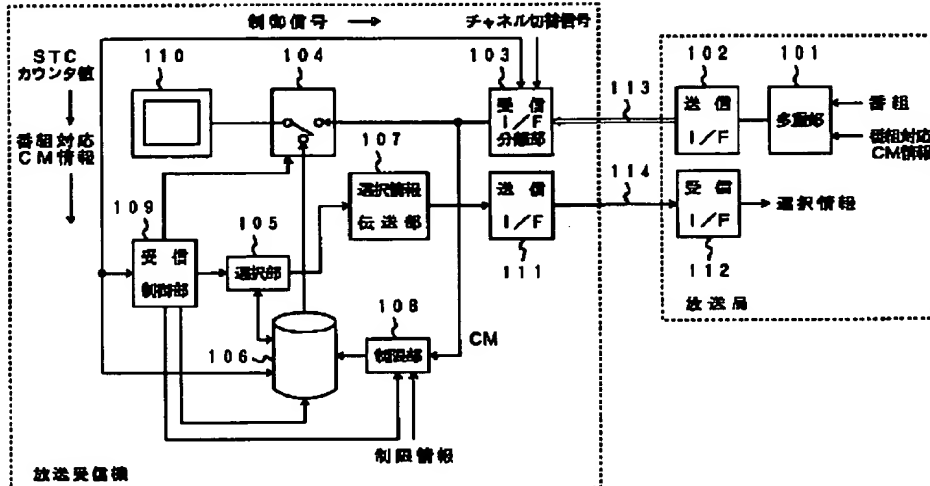 制御信号
チャネル切替信号
STC
カウンタ値
番組対応
CM情報
110
104
103
受信
I/F
分離部
113
102
送信
I/F
101
多重部
番組
番組対応
CM情報
107
選択情報
伝送部
送信
I/F
111
114
受信
I/F
112
選択情報
放送局
109
受信
制御部
105
選択部
106
108
制限部
CM
制限情報
放送受信機